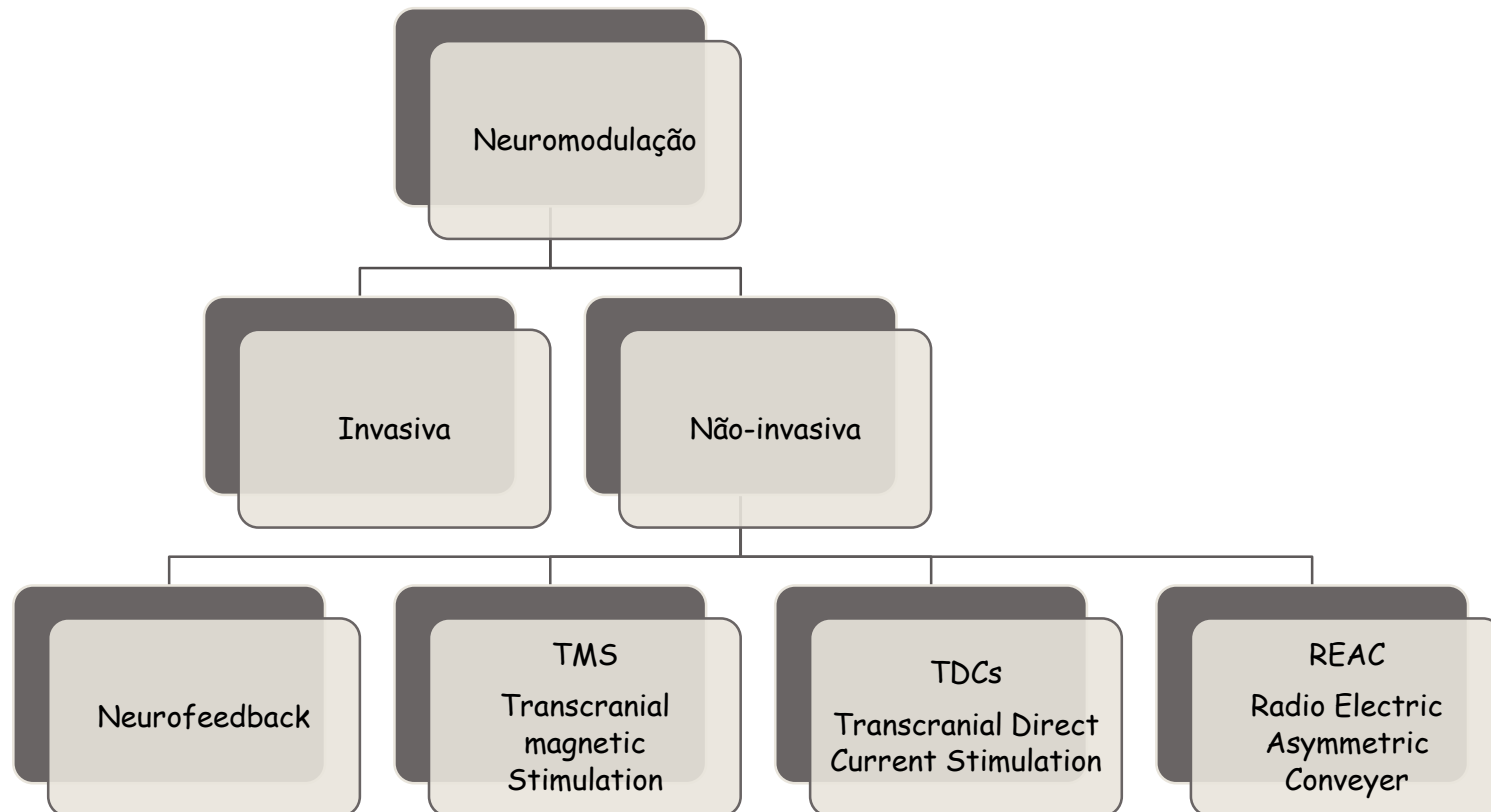 Neuromodulação
Invasiva
Não-invasiva
Neurofeedback
TMS
Transcranial
magnetic
Stimulation
TDCs
Transcranial Direct
Current Stimulation
REAC
Radio Electric
Asymmetric
Conveyer